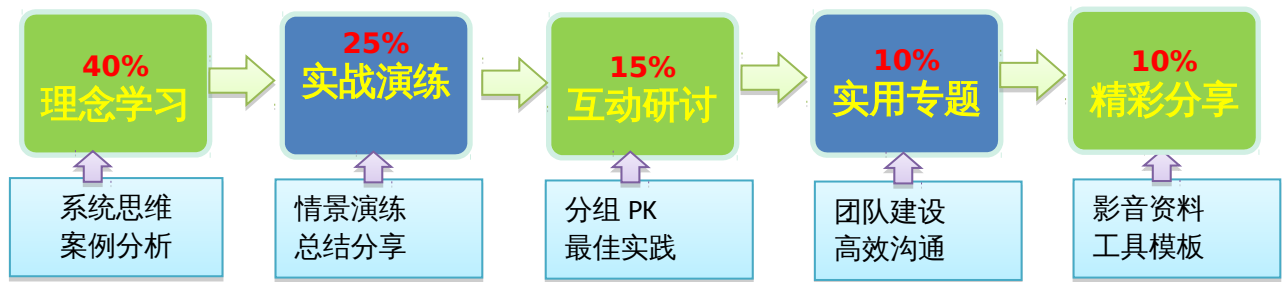 40%
理念学习
25%
实战演练
15%
互动研讨
10%
实用专题
10%
精彩分享
系统思维
案例分析
情景演练
总结分享
分组 PK
最佳实践
团队建设
高效沟通
影音资料
工具模板